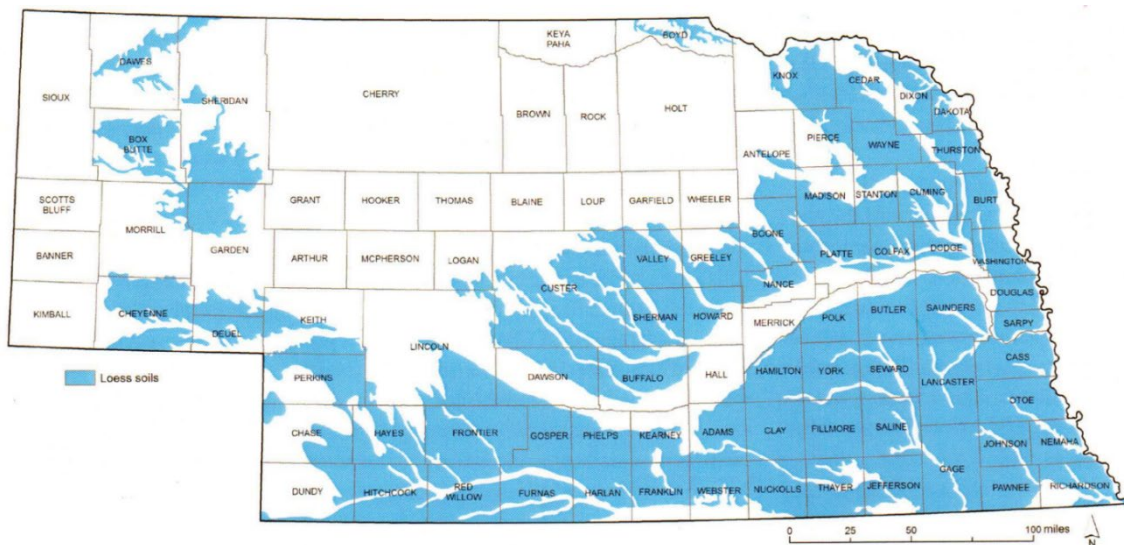 KEYA
PAHA
BOYD
DAWES
SIOUX
SHERIDAN
CHERRY
BROWN
ROCK
HOLT
KNOX
CEDAR
DIXON
DAKOTA
BOX
BUTTE
ANTELOPE
PIERCE
WAYNE
THURSTON
SCOTTS
BLUFF
MORRILL
GARDEN
GRANT
HOOKER
THOMAS
BLAINE
LOUP
GARFIELD
WHEELER
MADISON
STANTON
CUMING
BURT
BANNER
ARTHUR
MCPHERSON
LOGAN
CUSTER
VALLEY
GREELEY
BOONE
PLATTE
COLFAX
DODGE
WASHINGTON
KIMBALL
CHEYENNE
DEUEL
KEITH
LINCOLN
SHERMAN
HOWARD
NANCE
MERRICK
POLK
BUTLER
SAUNDERS
DOUGLAS
SARPY
Loess soils
PERKINS
DAWSON
BUFFALO
HALL
HAMILTON
YORK
SEWARD
LANCASTER
CASS
OTOE
CHASE
HAYES
FRONTIER
GOSPER
PHELPS
KEARNEY
ADAMS
CLAY
FILLMORE
SALINE
GAGE
JOHNSON
NEMAHA
DUNDY
HITCHCOCK
RED
WILLOW
FURNAS
HARLAN
FRANKLIN
WEBSTER
NUCKOLLS
THAYER
JEFFERSON
PAWNEE
RICHARDSON
0 25 50 100 miles
N